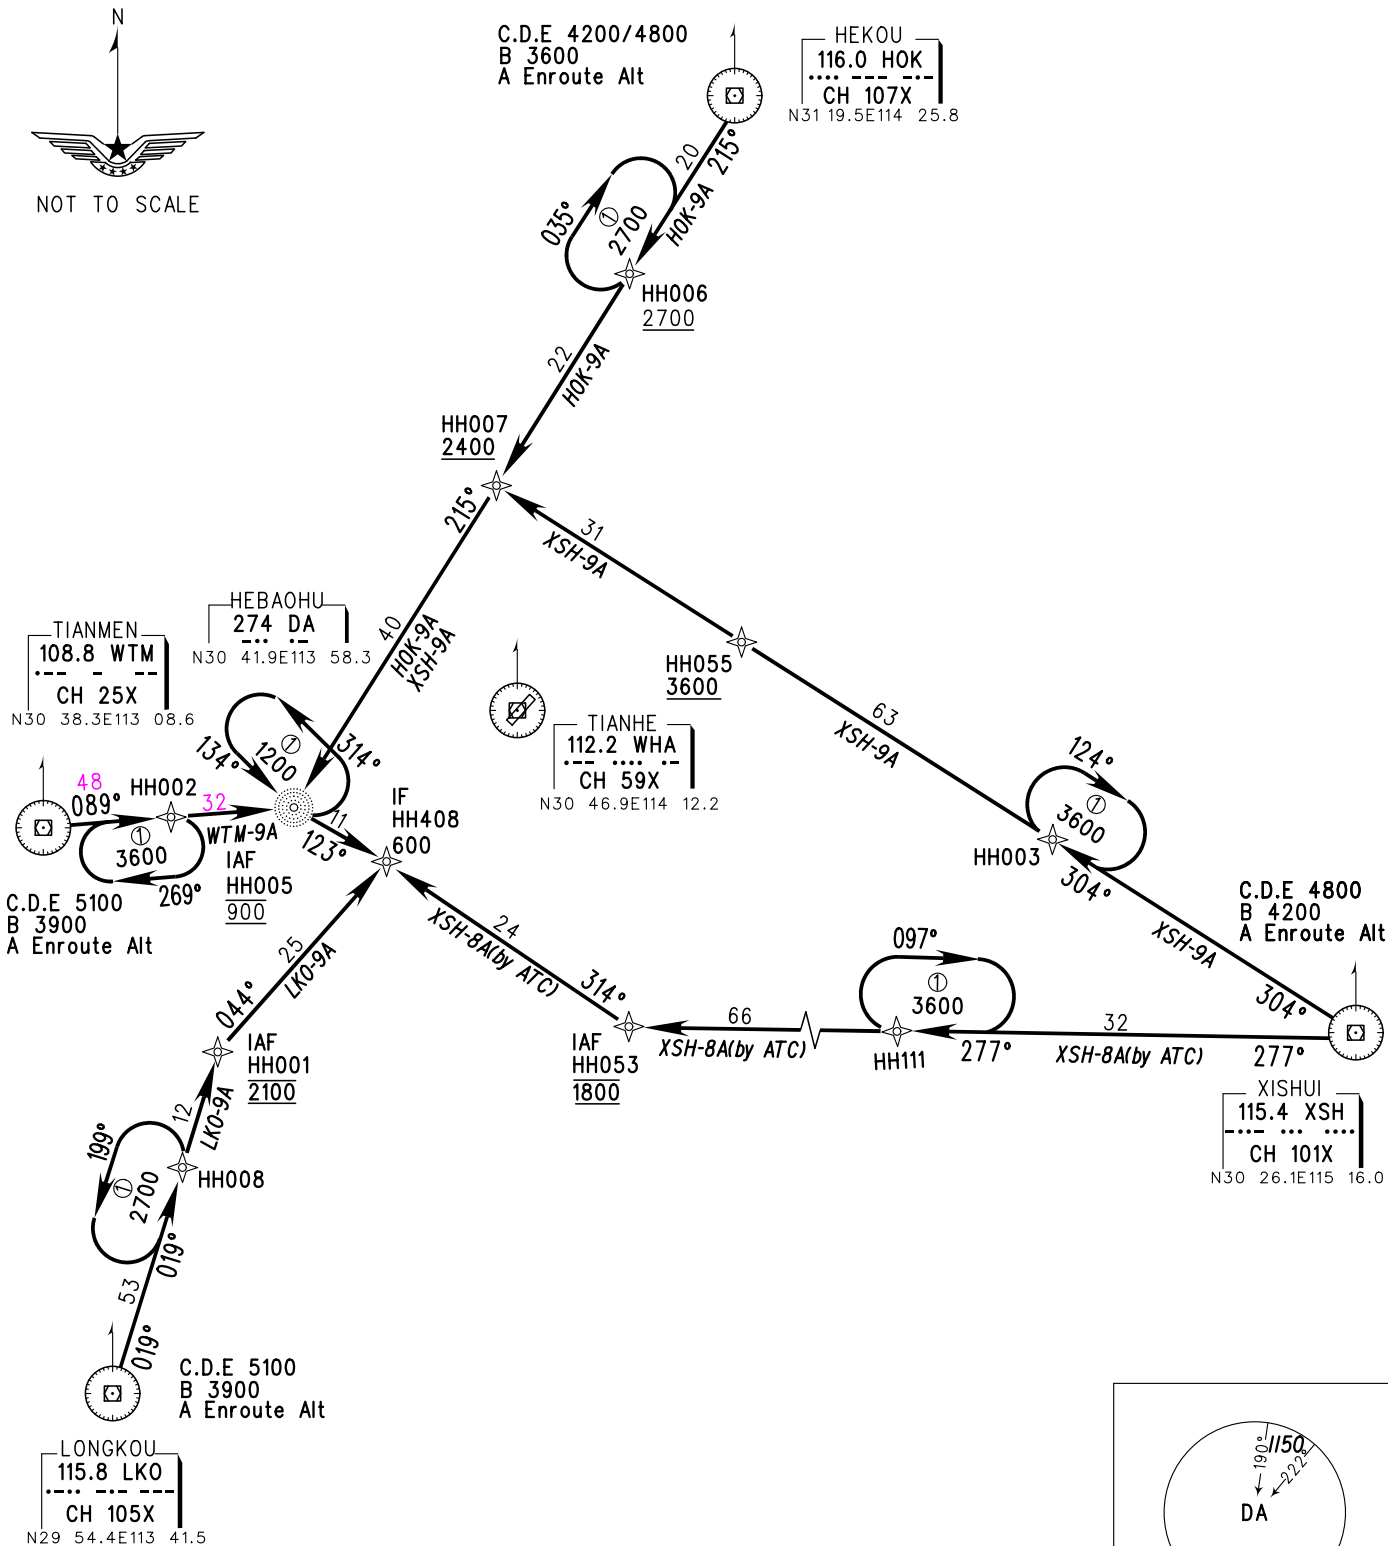 N
NOT TO SCALE
C.D.E 4200/4800
B 3600
A Enroute Alt
HEKOU
116.0 HOK
CH 107X
N31 19.5E114 25.8
20
215°
HOK-9A
035°
①
2700
HH006
2700
22
HOK-9A
HH007
2400
215°
31
XSH-9A
HH055
3600
40
HOK-9A
XSH-9A
HEBAOHU
274 DA
N30 41.9E113 58.3
TIANMEN
108.8 WTM
CH 25X
N30 38.3E113 08.6
TIANHE
112.2 WHA
CH 59X
N30 46.9E114 12.2
63
XSH-9A
134°
①
1200
314°
124°
①
3600
HH003
304°
48
089°
HH002
32
WTM-9A
①
3600
269°
IAF
HH005
900
11
123°
IF
HH408
600
C.D.E 5100
B 3900
A Enroute Alt
C.D.E 4800
B 4200
A Enroute Alt
XSH-9A
304°
25
LKO-9A
044°
24
XSH-8A(by ATC)
314°
097°
①
3600
IAF
HH001
2100
IAF
HH053
1800
66
XSH-8A(by ATC)
HH111
277°
32
XSH-8A(by ATC)
277°
XISHUI
115.4 XSH
CH 101X
N30 26.1E115 16.0
12
LKO-9A
199°
①
2700
HH008
019°
53
019°
C.D.E 5100
B 3900
A Enroute Alt
LONGKOU
115.8 LKO
CH 105X
N29 54.4E113 41.5
1150
190°
222°
DA